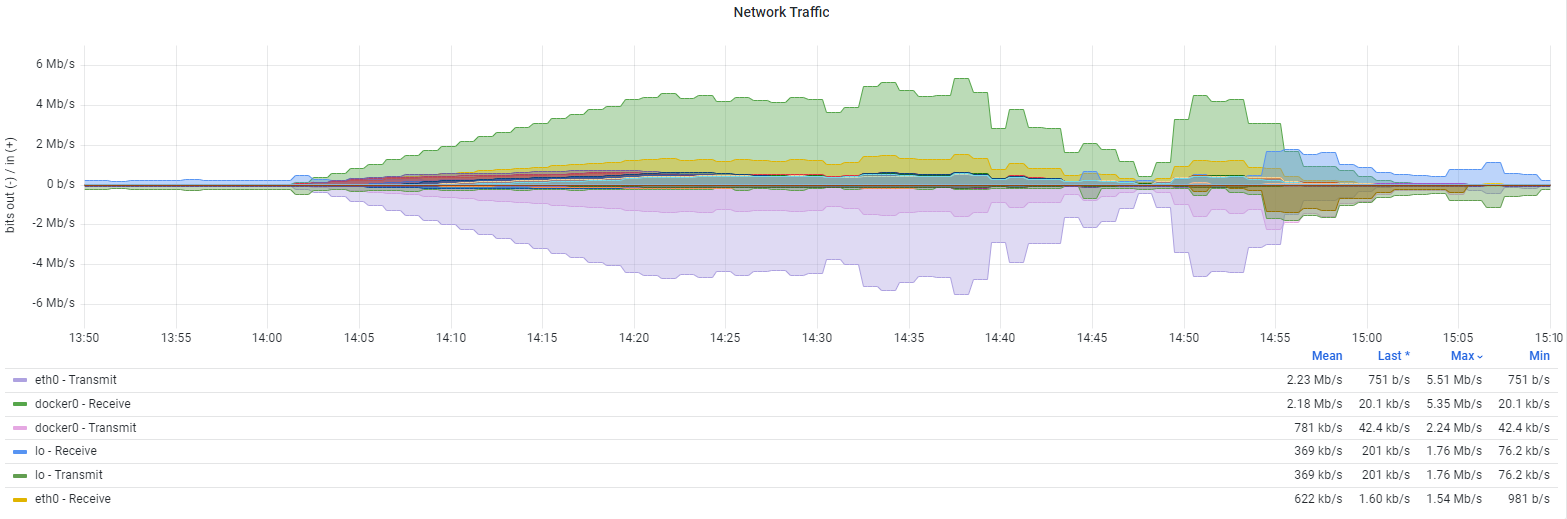 Network Traffic
bits out (-) / in (+)
6 Mb/s
4 Mb/s
2 Mb/s
0 b/s
-2 Mb/s
-4 Mb/s
-6 Mb/s
13:50 13:55 14:00 14:05 14:10 14:15 14:20 14:25 14:30 14:35 14:40 14:45 14:50 14:55 15:00 15:05 15:10
Mean Last * Max Min
eth0 - Transmit 2.23 Mb/s 751 b/s 5.51 Mb/s 751 b/s
docker0 - Receive 2.18 Mb/s 20.1 kb/s 5.35 Mb/s 20.1 kb/s
docker0 - Transmit 781 kb/s 42.4 kb/s 2.24 Mb/s 42.4 kb/s
lo - Receive 369 kb/s 201 kb/s 1.76 Mb/s 76.2 kb/s
lo - Transmit 369 kb/s 201 kb/s 1.76 Mb/s 76.2 kb/s
eth0 - Receive 622 kb/s 1.60 kb/s 1.54 Mb/s 981 b/s